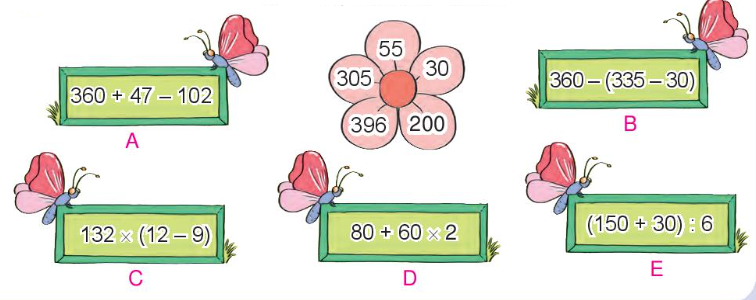 55
305
30
396
200
360 + 47 – 102
A
360 – (335 – 30)
B
132 × (12 – 9)
C
80 + 60 × 2
D
(150 + 30) : 6
E